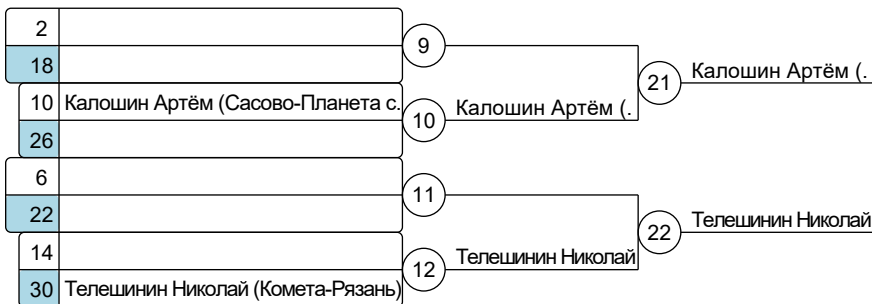 2
9
18
21 Калошин Артём (.
10 Калошин Артём (Сасово-Планета с.
10 Калошин Артём (.
26
6
11
22
22 Телешинин Николай
14
12 Телешинин Николай
30 Телешинин Николай (Комета-Рязань)